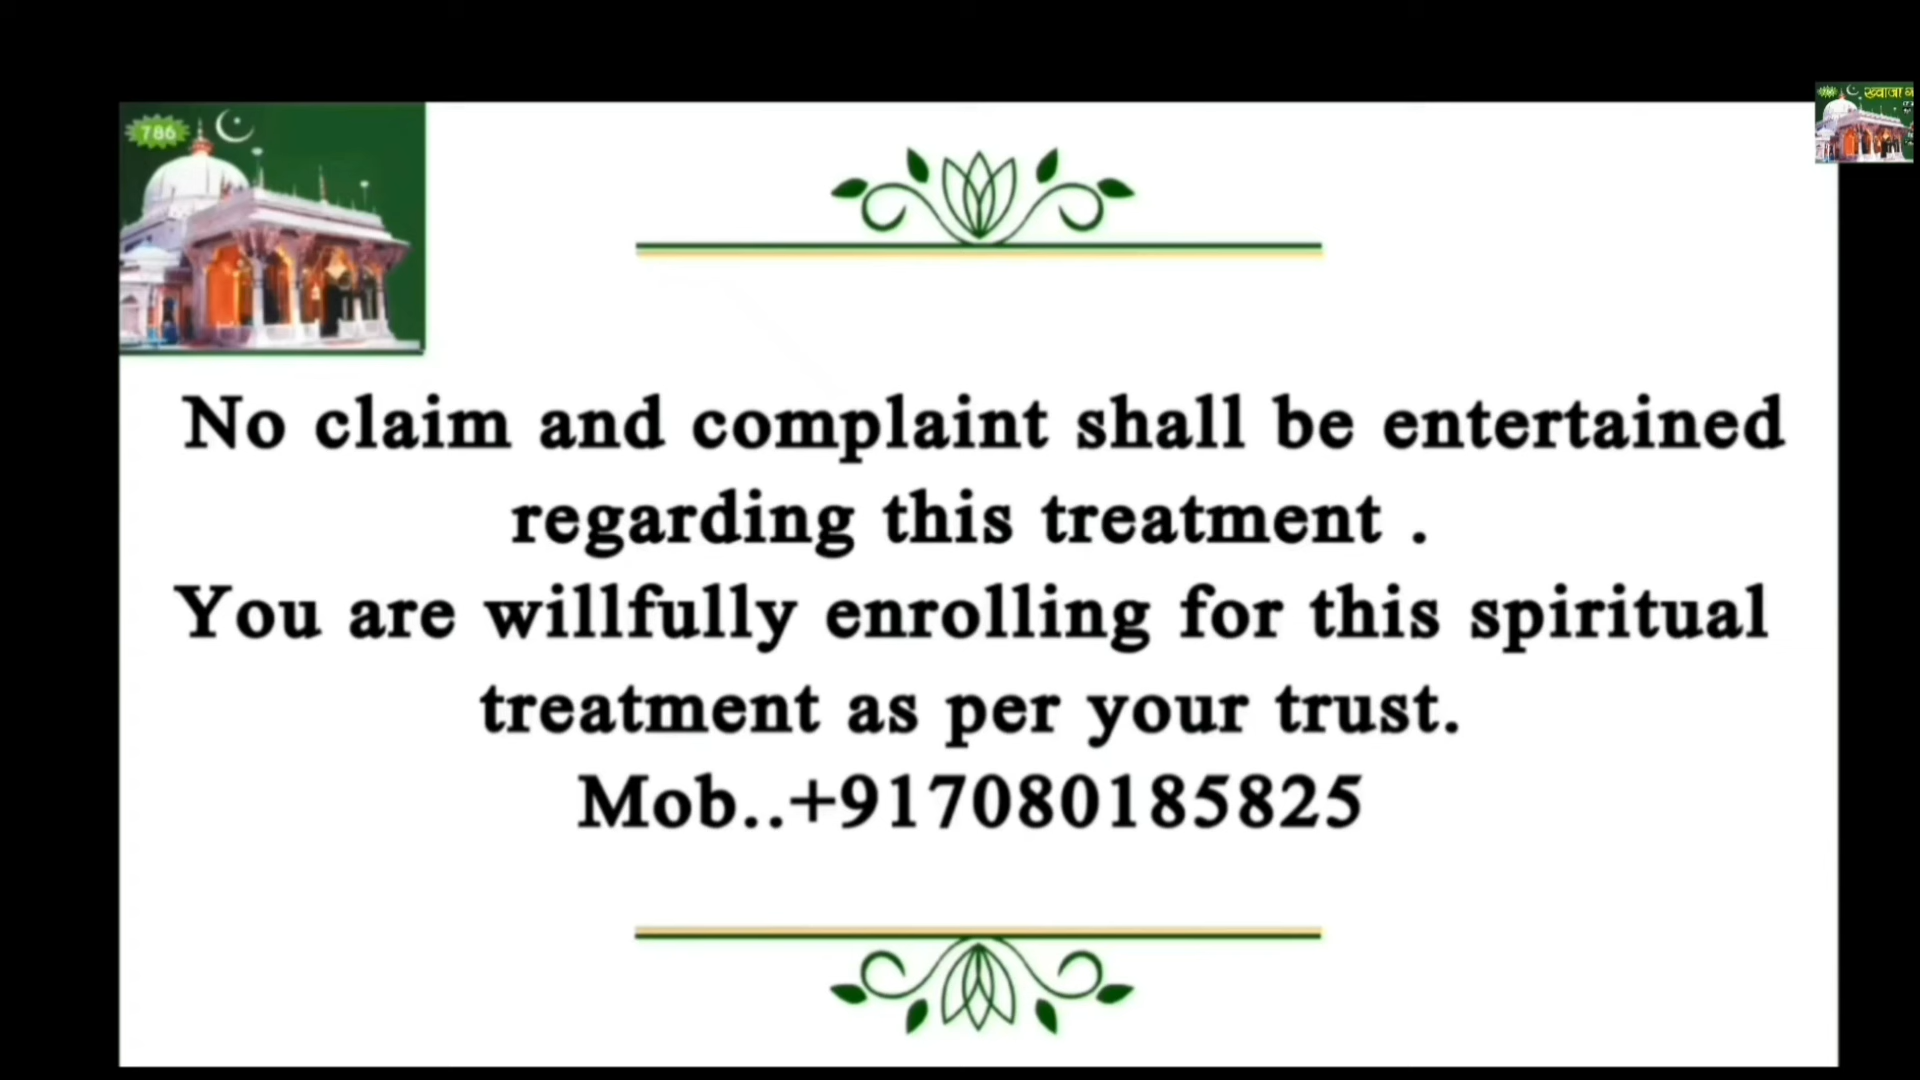 786
ख्वाजा
No claim and complaint shall be entertained
regarding this treatment .
You are willfully enrolling for this spiritual
treatment as per your trust.
Mob..+917080185825